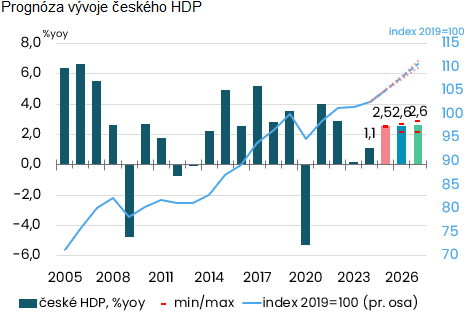 Prognóza vývoje českého HDP
%yoy
index 2019=100
8,0 115
6,0 110
105
4,0 100
2,0 95
90
0,0 85
-2,0 80
-4,0 75
-6,0 70
1,1 2,5 2,6 2,6
2005 2008 2011 2014 2017 2020 2023 2026
české HDP, %yoy min/max index 2019=100 (pr. osa)